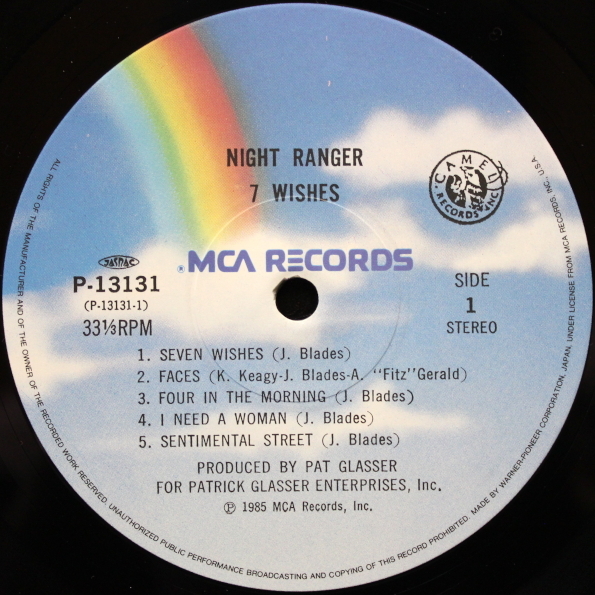 NIGHT RANGER
7 WISHES
CAMEL
RECORDS INC.
MCA RECORDS
JASRAC
P-13131
(P-13131-1)
33⅓RPM
SIDE
1
STEREO
1. SEVEN WISHES (J. Blades)
2. FACES (K. Keagy-J. Blades-A. "Fitz"Gerald)
3. FOUR IN THE MORNING (J. Blades)
4. I NEED A WOMAN (J. Blades)
5. SENTIMENTAL STREET (J. Blades)
PRODUCED BY PAT GLASSER
FOR PATRICK GLASSER ENTERPRISES, Inc.
Ⓟ 1985 MCA Records, Inc.
ALL RIGHTS OF THE MANUFACTURER AND OF THE OWNER OF THE RECORDED WORK RESERVED. UNAUTHORIZED PUBLIC PERFORMANCE BROADCASTING AND COPYING OF THIS RECORD PROHIBITED. MADE BY WARNER-PIONEER CORPORATION, JAPAN, UNDER LICENSE FROM MCA RECORDS INC., U.S.A.